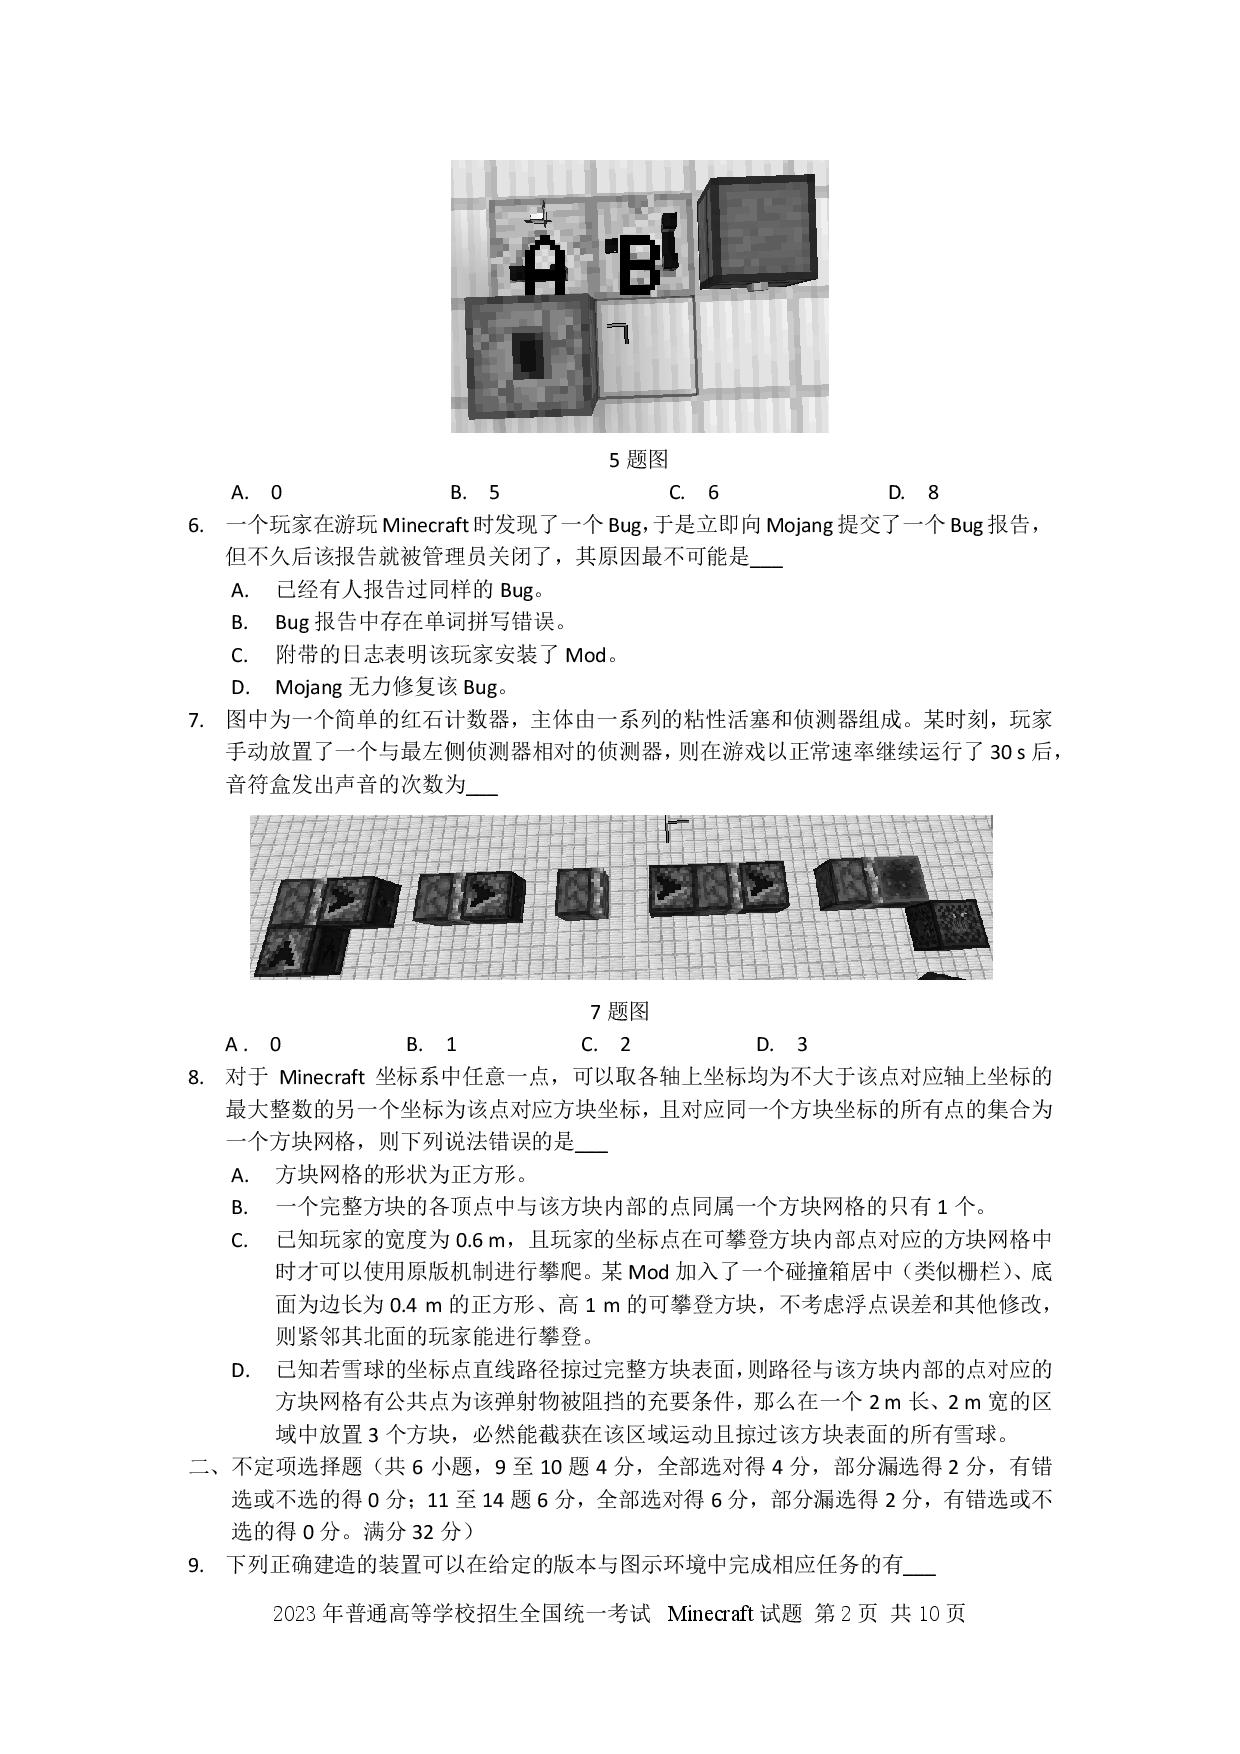 A B
5 题图
A. 0 B. 5 C. 6 D. 8
6. 一个玩家在游玩 Minecraft 时发现了一个 Bug，于是立即向 Mojang 提交了一个 Bug 报告，
但不久后该报告就被管理员关闭了，其原因最不可能是___
A. 已经有人报告过同样的 Bug。
B. Bug 报告中存在单词拼写错误。
C. 附带的日志表明该玩家安装了 Mod。
D. Mojang 无力修复该 Bug。
7. 图中为一个简单的红石计数器，主体由一系列的粘性活塞和侦测器组成。某时刻，玩家
手动放置了一个与最左侧侦测器相对的侦测器，则在游戏以正常速率继续运行了 30 s 后，
音符盒发出声音的次数为___
7 题图
A． 0 B. 1 C. 2 D. 3
8. 对于 Minecraft 坐标系中任意一点，可以取各轴上坐标均为不大于该点对应轴上坐标的
最大整数的另一个坐标为该点对应方块坐标，且对应同一个方块坐标的所有点的集合为
一个方块网格，则下列说法错误的是___
A. 方块网格的形状为正方形。
B. 一个完整方块的各顶点中与该方块内部的点同属一个方块网格的只有 1 个。
C. 已知玩家的宽度为 0.6 m，且玩家的坐标点在可攀登方块内部点对应的方块网格中
时才可以使用原版机制进行攀爬。某 Mod 加入了一个碰撞箱居中（类似栅栏）、底
面为边长为 0.4 m 的正方形、高 1 m 的可攀登方块，不考虑浮点误差和其他修改，
则紧邻其北面的玩家能进行攀登。
D. 已知若雪球的坐标点直线路径掠过完整方块表面，则路径与该方块内部的点对应的
方块网格有公共点为该弹射物被阻挡的充要条件，那么在一个 2 m 长、2 m 宽的区
域中放置 3 个方块，必然能截获在该区域运动且掠过该方块表面的所有雪球。
二、不定项选择题（共 6 小题，9 至 10 题 4 分，全部选对得 4 分，部分漏选得 2 分，有错
选或不选的得 0 分；11 至 14 题 6 分，全部选对得 6 分，部分漏选得 2 分，有错选或不
选的得 0 分。满分 32 分）
9. 下列正确建造的装置可以在给定的版本与图示环境中完成相应任务的有___
2023 年普通高等学校招生全国统一考试 Minecraft 试题 第 2 页 共 10 页